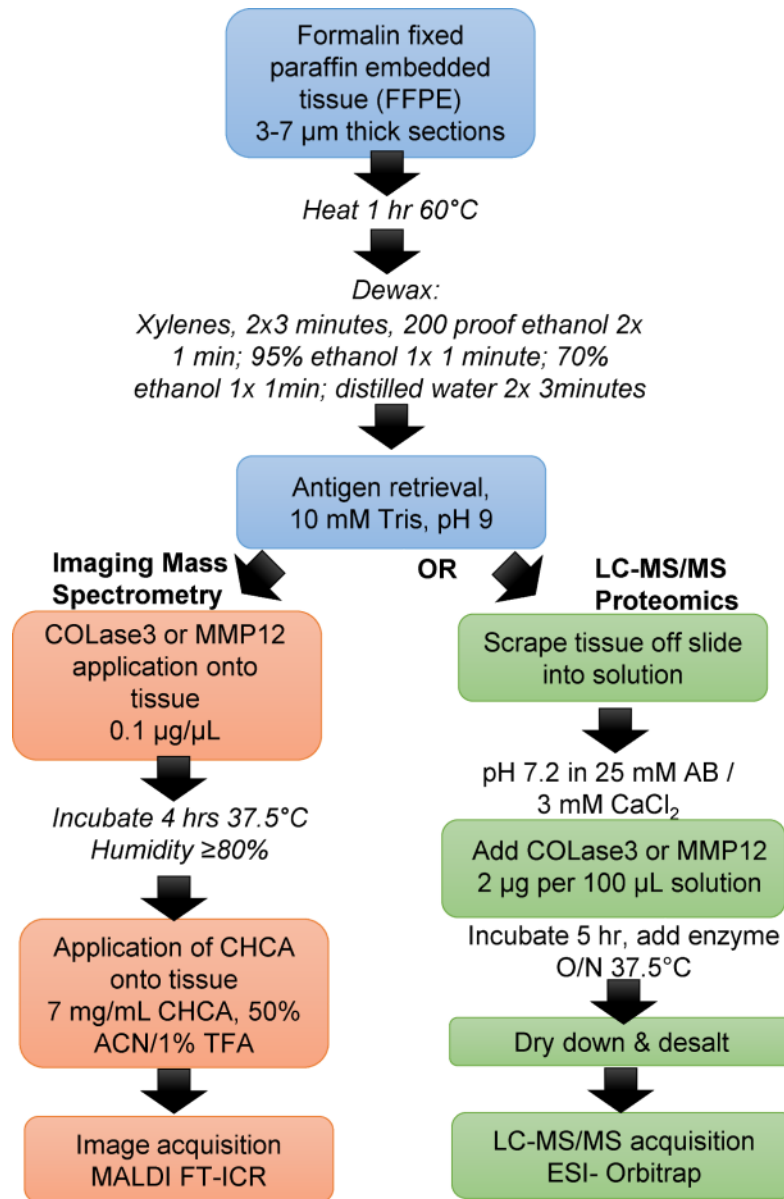 Formalin fixed
paraffin embedded
tissue (FFPE)
3-7 µm thick sections
Heat 1 hr 60°C
Dewax:
Xylenes, 2x3 minutes, 200 proof ethanol 2x
1 min; 95% ethanol 1x 1 minute; 70%
ethanol 1x 1min; distilled water 2x 3minutes
Antigen retrieval,
10 mM Tris, pH 9
Imaging Mass
Spectrometry
OR
LC-MS/MS
Proteomics
COLase3 or MMP12
application onto
tissue
0.1 µg/µL
Incubate 4 hrs 37.5°C
Humidity ≥80%
Application of CHCA
onto tissue
7 mg/mL CHCA, 50%
ACN/1% TFA
Image acquisition
MALDI FT-ICR
Scrape tissue off slide
into solution
pH 7.2 in 25 mM AB /
3 mM CaCl₂
Add COLase3 or MMP12
2 µg per 100 µL solution
Incubate 5 hr, add enzyme
O/N 37.5°C
Dry down & desalt
LC-MS/MS acquisition
ESI- Orbitrap